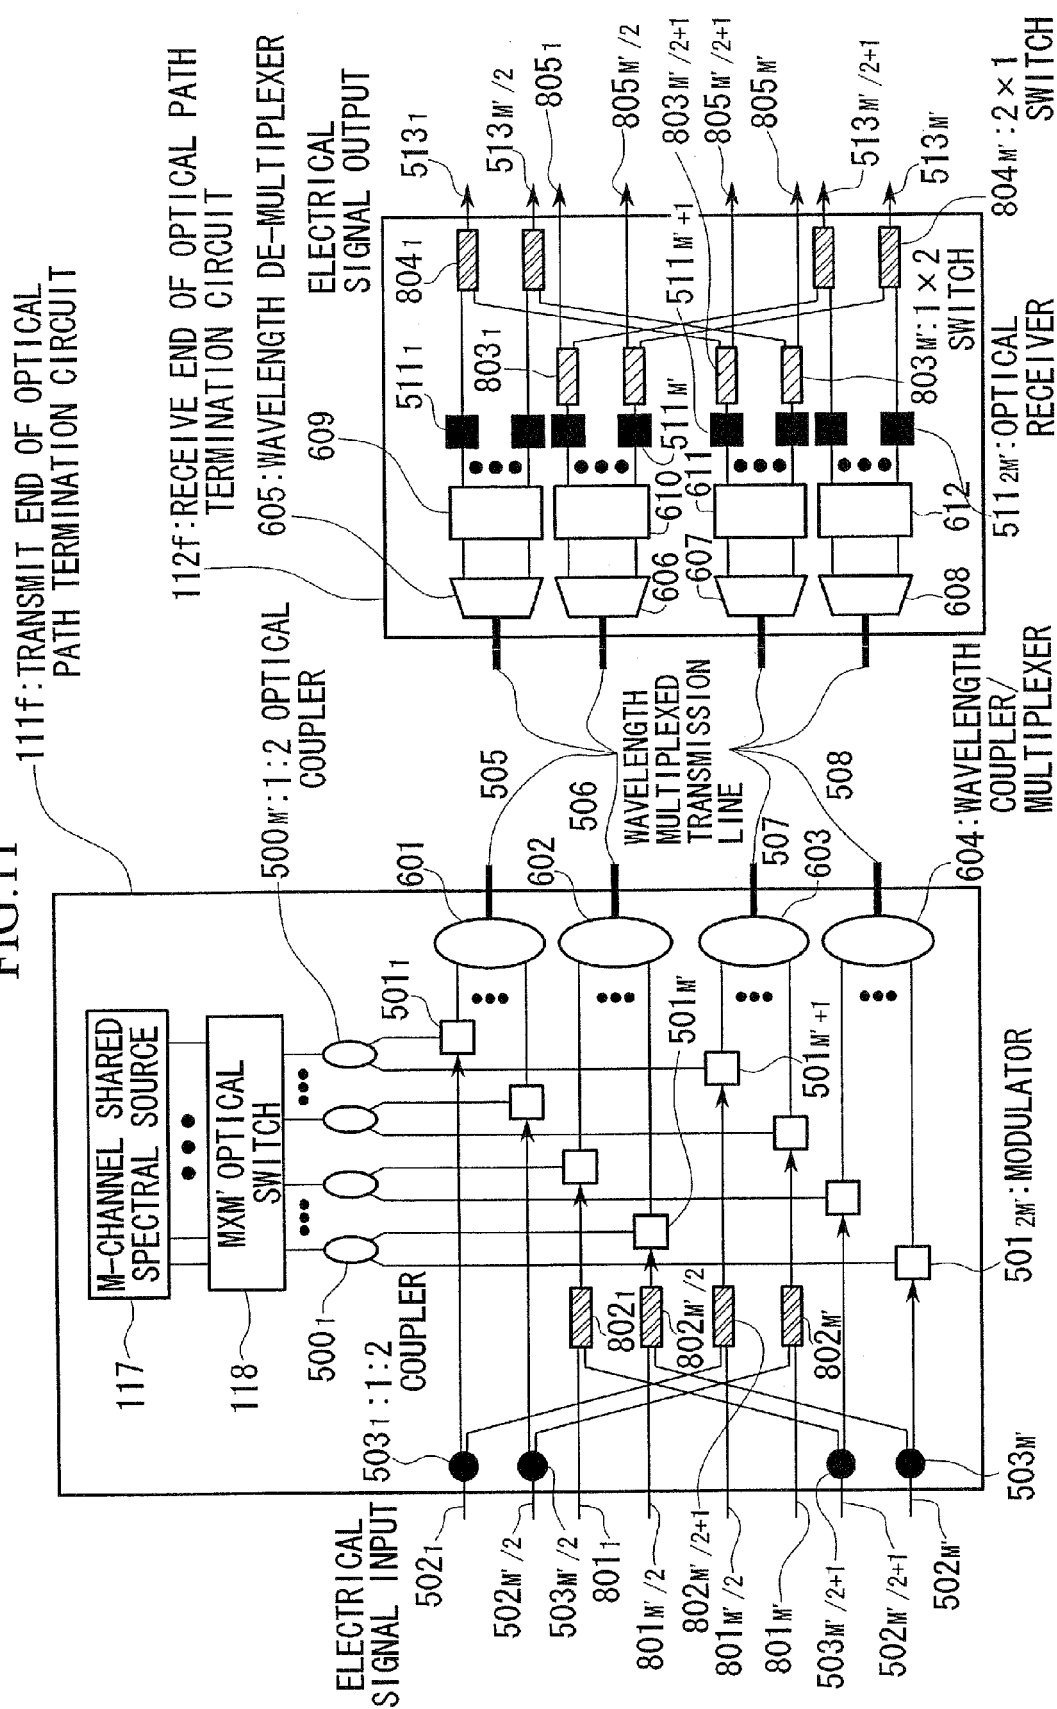 FIG.11
111f:TRANSMIT END OF OPTICAL
PATH TERMINATION CIRCUIT
112f:RECEIVE END OF OPTICAL PATH
TERMINATION CIRCUIT
605:WAVELENGTH DE-MULTIPLEXER
117
M-CHANNEL SHARED
SPECTRAL SOURCE
118
MXM' OPTICAL
SWITCH
500M':1:2 OPTICAL
COUPLER
5001
5031:1:2
COUPLER
ELECTRICAL
SIGNAL INPUT
5021
502M'/2
503M'/2
8011
801M'/2
802M'/2+1
801M'/2
801M'
503M'/2+1
502M'/2+1
502M'
503M'
8021
802M'/2
802M'
5011
501M'
501M'+1
5012M':MODULATOR
601
602
603
604:WAVELENGTH
COUPLER/
MULTIPLEXER
505
506
WAVELENGTH
MULTIPLEXED
TRANSMISSION
LINE
507
508
606
607
608
609
610
611
612
5111
511M'
511M'+1
5112M':OPTICAL
RECEIVER
8031
803M'/2+1
803M':1×2
SWITCH
8041
804M':2×1
SWITCH
ELECTRICAL
SIGNAL OUTPUT
5131
513M'/2
8051
805M'/2
805M'/2+1
805M'
513M'/2+1
513M'